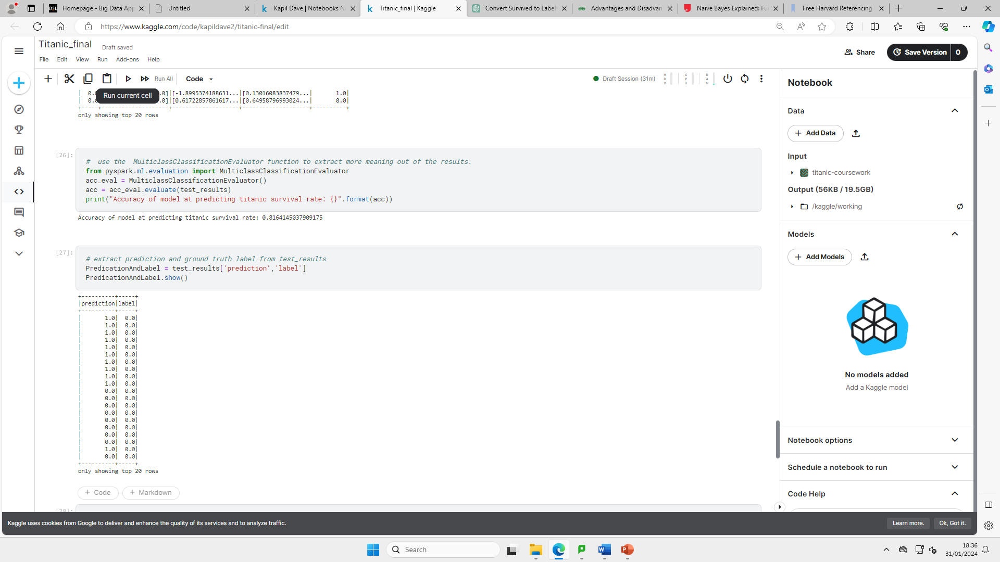 Homepage - Big Data App
Untitled
Kapil Dave | Notebooks N
Titanic_final | Kaggle
Convert Survived to Labels
Advantages and Disadvan
Naive Bayes Explained: Fu
Free Harvard Referencing
https://www.kaggle.com/code/kapildave2/titanic-final/edit
Titanic_final
Draft saved
File Edit View Run Add-ons Help
Share
Save Version 0
Run All
Code
Draft Session (31m)
HDD
CPU
RAM
Run current cell
| 0. .0]|[-1.8995374188631...|[0.13016083837479...| 1.0|
| 0. .0]|[0.61722857861617...|[0.64958796993024...| 0.0|
+-----+--------------------+--------------------+--------------------+----------+
only showing top 20 rows
[26]:
# use the MulticlassClassificationEvaluator function to extract more meaning out of the results.
from pyspark.ml.evaluation import MulticlassClassificationEvaluator
acc_eval = MulticlassClassificationEvaluator()
acc = acc_eval.evaluate(test_results)
print("Accuracy of model at predicting titanic survival rate: {}".format(acc))
Accuracy of model at predicting titanic survival rate: 0.8164145037909175
[27]:
# extract prediction and ground truth label from test_results
PredicationAndLabel = test_results['prediction','label']
PredicationAndLabel.show()
+----------+-----+
|prediction|label|
+----------+-----+
| 1.0| 0.0|
| 1.0| 0.0|
| 1.0| 0.0|
| 1.0| 0.0|
| 1.0| 0.0|
| 1.0| 0.0|
| 1.0| 0.0|
| 1.0| 0.0|
| 1.0| 0.0|
| 1.0| 0.0|
| 0.0| 0.0|
| 0.0| 0.0|
| 0.0| 0.0|
| 0.0| 0.0|
| 0.0| 0.0|
| 0.0| 0.0|
| 0.0| 0.0|
| 0.0| 0.0|
| 1.0| 0.0|
| 0.0| 0.0|
+----------+-----+
only showing top 20 rows
+ Code + Markdown
[28]:
Notebook
Data
+ Add Data
Input
titanic-coursework
Output (56KB / 19.5GB)
/kaggle/working
Models
+ Add Models
No models added
Add a Kaggle model
Notebook options
Schedule a notebook to run
Code Help
Kaggle uses cookies from Google to deliver and enhance the quality of its services and to analyze traffic.
Learn more.
Ok, Got it.
Search
18:36
31/01/2024